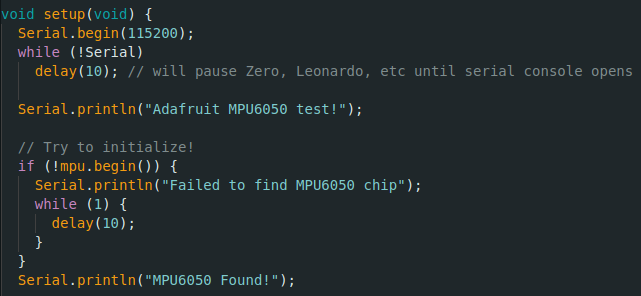 void setup(void) {
  Serial.begin(115200);
  while (!Serial)
    delay(10); // will pause Zero, Leonardo, etc until serial console opens

  Serial.println("Adafruit MPU6050 test!");

  // Try to initialize!
  if (!mpu.begin()) {
    Serial.println("Failed to find MPU6050 chip");
    while (1) {
      delay(10);
    }
  }
  Serial.println("MPU6050 Found!");